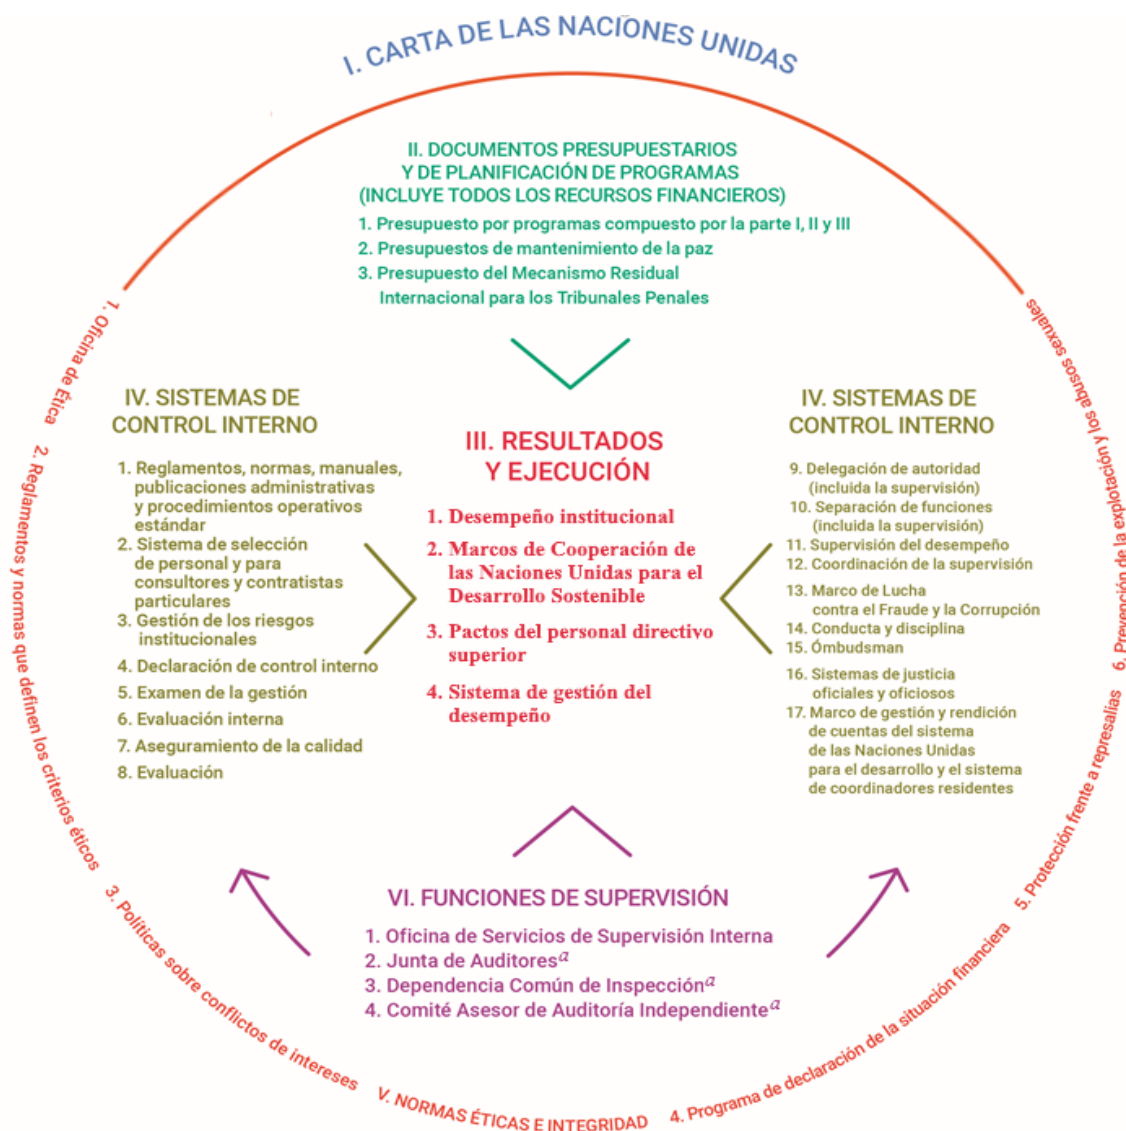 I. CARTA DE LAS NACIONES UNIDAS
II. DOCUMENTOS PRESUPUESTARIOS
Y DE PLANIFICACIÓN DE PROGRAMAS
(INCLUYE TODOS LOS RECURSOS FINANCIEROS)
1. Presupuesto por programas compuesto por la parte I, II y III
2. Presupuestos de mantenimiento de la paz
3. Presupuesto del Mecanismo Residual
Internacional para los Tribunales Penales
IV. SISTEMAS DE
CONTROL INTERNO
1. Reglamentos, normas, manuales,
publicaciones administrativas
y procedimientos operativos
estándar
2. Sistema de selección
de personal y para
consultores y contratistas
particulares
3. Gestión de los riesgos
institucionales
4. Declaración de control interno
5. Examen de la gestión
6. Evaluación interna
7. Aseguramiento de la calidad
8. Evaluación
III. RESULTADOS
Y EJECUCIÓN
1. Desempeño institucional
2. Marcos de Cooperación de
las Naciones Unidas para el
Desarrollo Sostenible
3. Pactos del personal directivo
superior
4. Sistema de gestión del
desempeño
IV. SISTEMAS DE
CONTROL INTERNO
9. Delegación de autoridad
(incluida la supervisión)
10. Separación de funciones
(incluida la supervisión)
11. Supervisión del desempeño
12. Coordinación de la supervisión
13. Marco de Lucha
contra el Fraude y la Corrupción
14. Conducta y disciplina
15. Ómbudsman
16. Sistemas de justicia
oficiales y oficiosos
17. Marco de gestión y rendición
de cuentas del sistema
de las Naciones Unidas
para el desarrollo y el sistema
de coordinadores residentes
VI. FUNCIONES DE SUPERVISIÓN
1. Oficina de Servicios de Supervisión Interna
2. Junta de Auditores a
3. Dependencia Común de Inspección a
4. Comité Asesor de Auditoría Independiente a
V. NORMAS ÉTICAS E INTEGRIDAD
1. Oficina de Ética
2. Reglamentos y normas que definen los criterios éticos
3. Políticas sobre conflictos de intereses
4. Programa de declaración de la situación financiera
5. Protección frente a represalias
6. Prevención de la explotación y los abusos sexuales